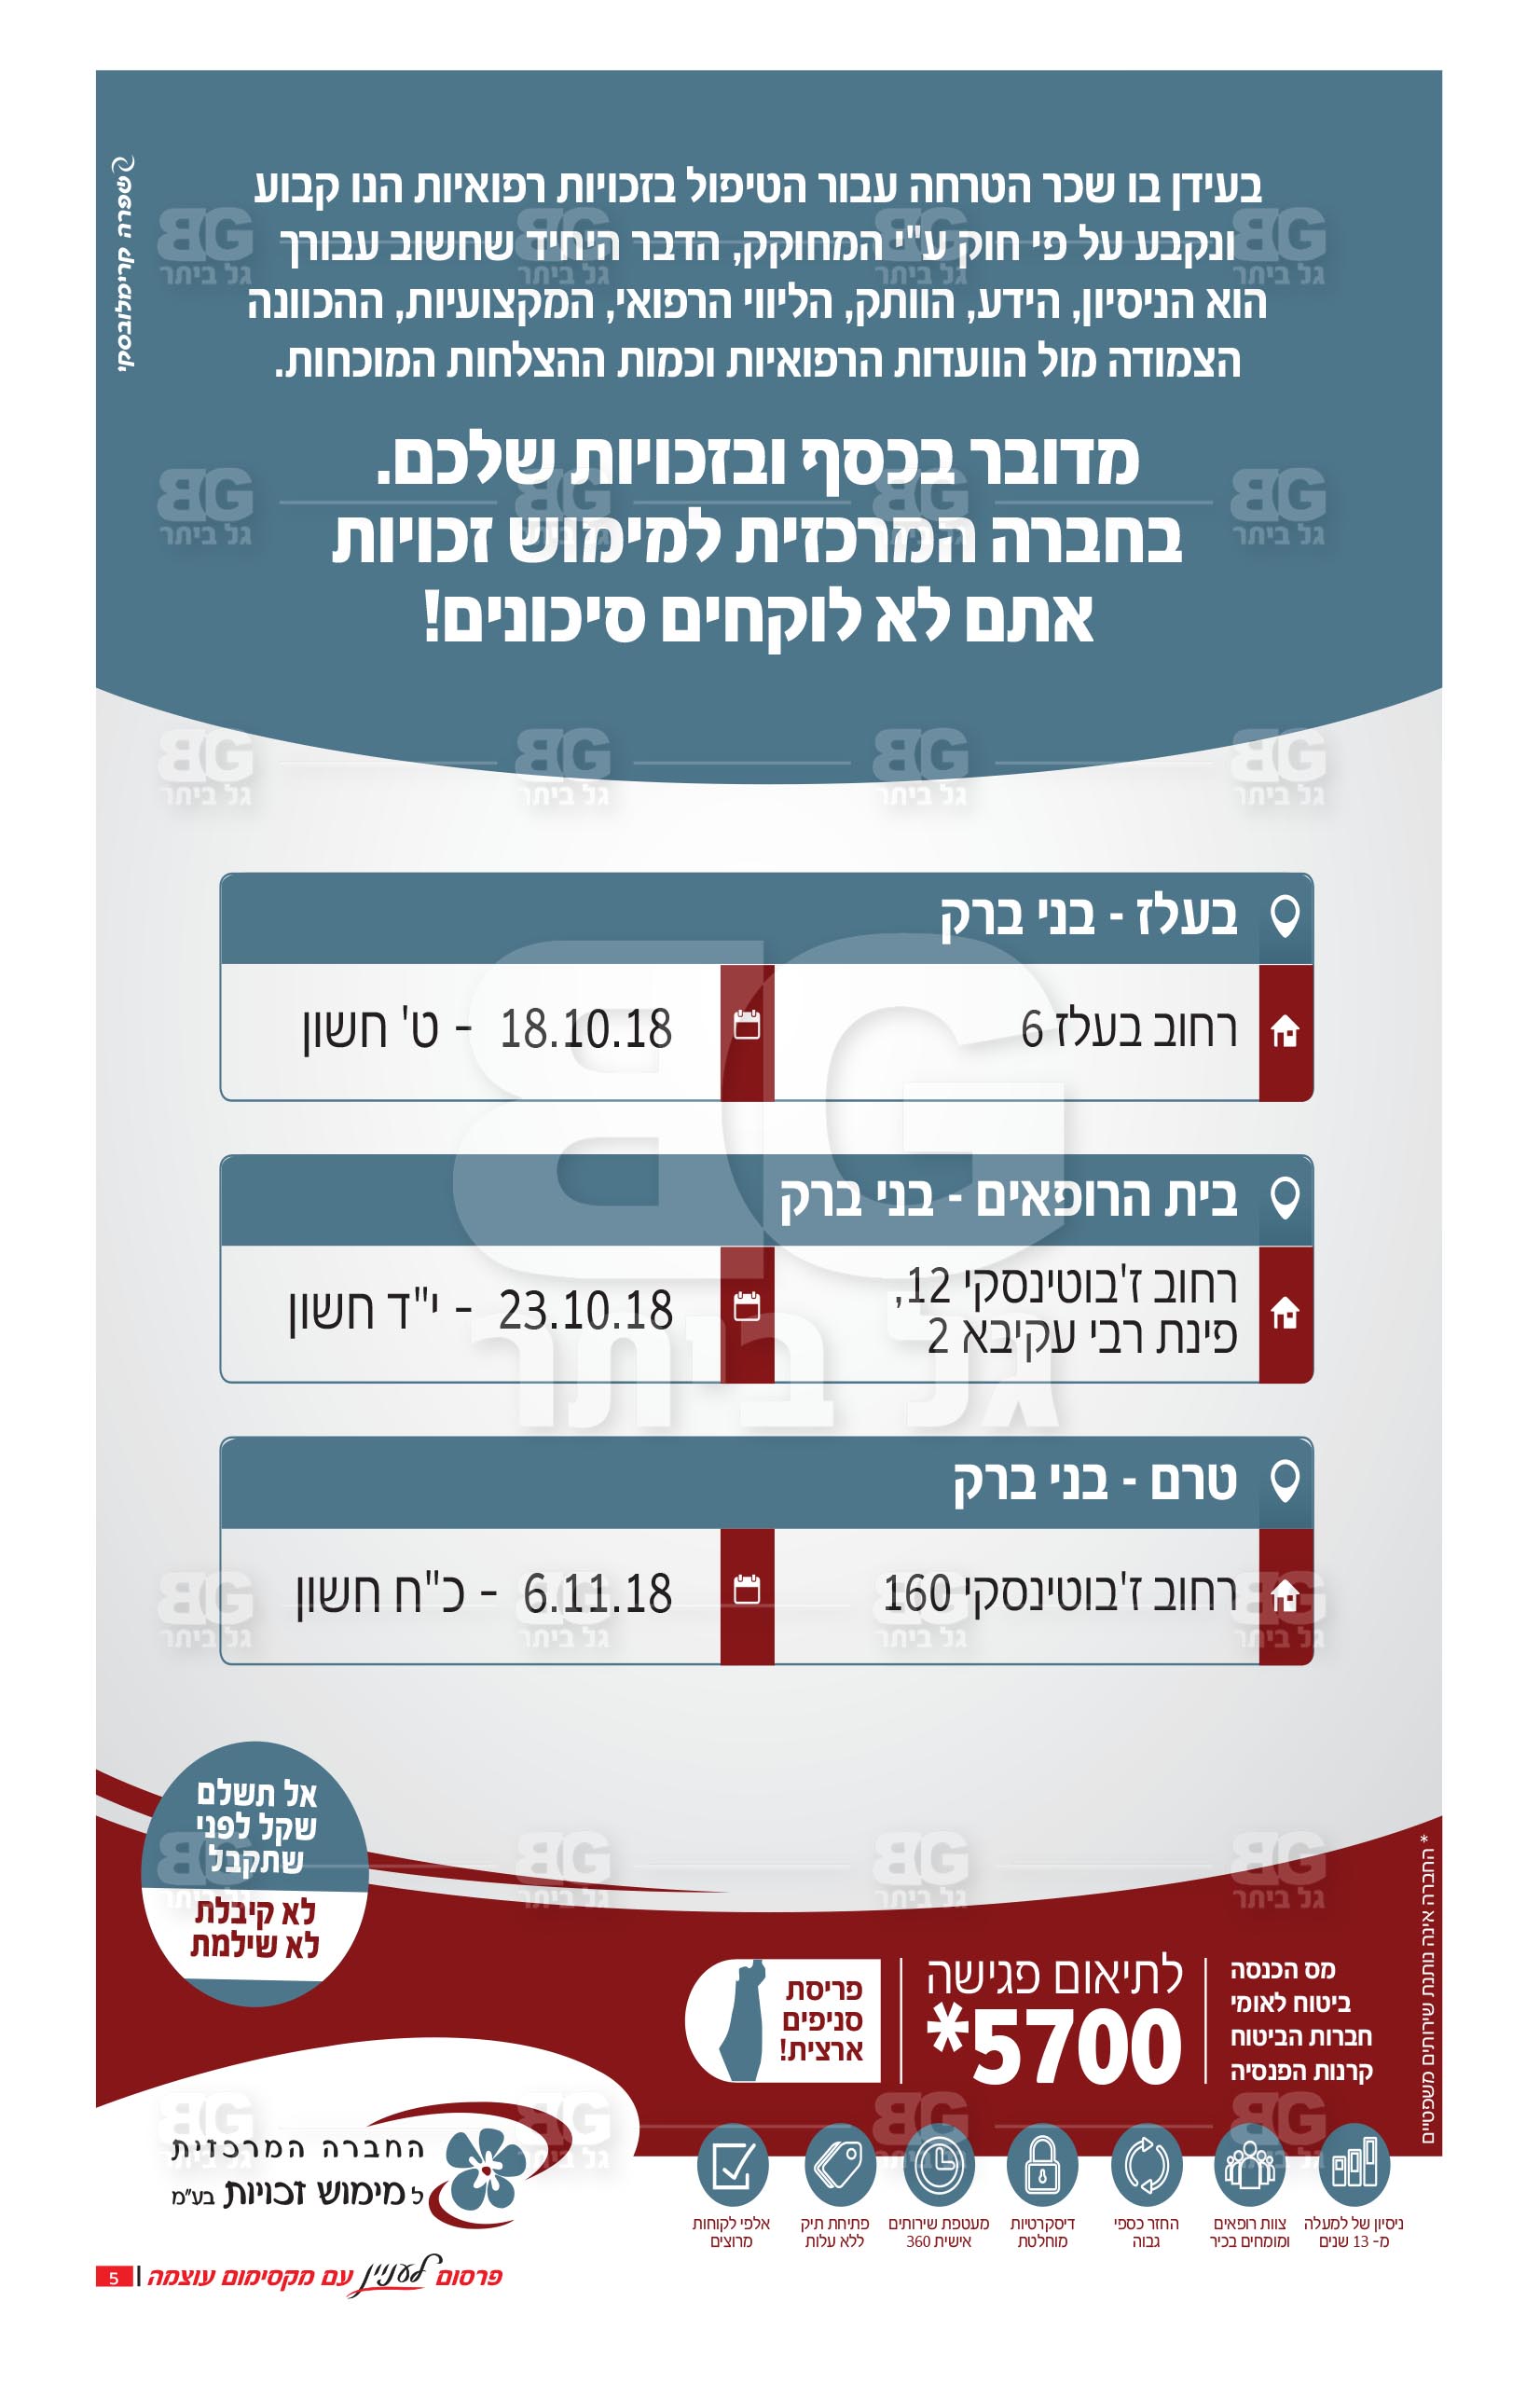 שפרה קרימלובסקי
בעידן בו שכר הטרחה עבור הטיפול בזכויות רפואיות הנו קבוע
ונקבע על פי חוק ע"י המחוקק, הדבר היחיד שחשוב עבורך
הוא הניסיון, הידע, הוותק, הליווי הרפואי, המקצועיות, ההכוונה
הצמודה מול הוועדות הרפואיות וכמות ההצלחות המוכחות.
מדובר בכסף ובזכויות שלכם.
בחברה המרכזית למימוש זכויות
אתם לא לוקחים סיכונים!
בעלז - בני ברק
רחוב בעלז 6
18.10.18 - ט' חשון
בית הרופאים - בני ברק
רחוב ז'בוטינסקי 12,
פינת רבי עקיבא 2
23.10.18 - י"ד חשון
טרם - בני ברק
רחוב ז'בוטינסקי 160
6.11.18 - כ"ח חשון
BG
גל ביתר
אל תשלם
שקל לפני
שתקבל
לא קיבלת
לא שילמת
* החברה אינה נותנת שירותים משפטיים
מס הכנסה
ביטוח לאומי
חברות הביטוח
קרנות הפנסיה
לתיאום פגישה
*5700
פריסת
סניפים
ארצית!
ניסיון של למעלה
מ- 13 שנים
צוות רופאים
ומומחים בכיר
החזר כספי
גבוה
דיסקרטיות
מוחלטת
מעטפת שירותים
אישית 360
פתיחת תיק
ללא עלות
אלפי לקוחות
מרוצים
החברה המרכזית
למימוש זכויות בע"מ
פרסום לעניין עם מקסימום עוצמה | 5